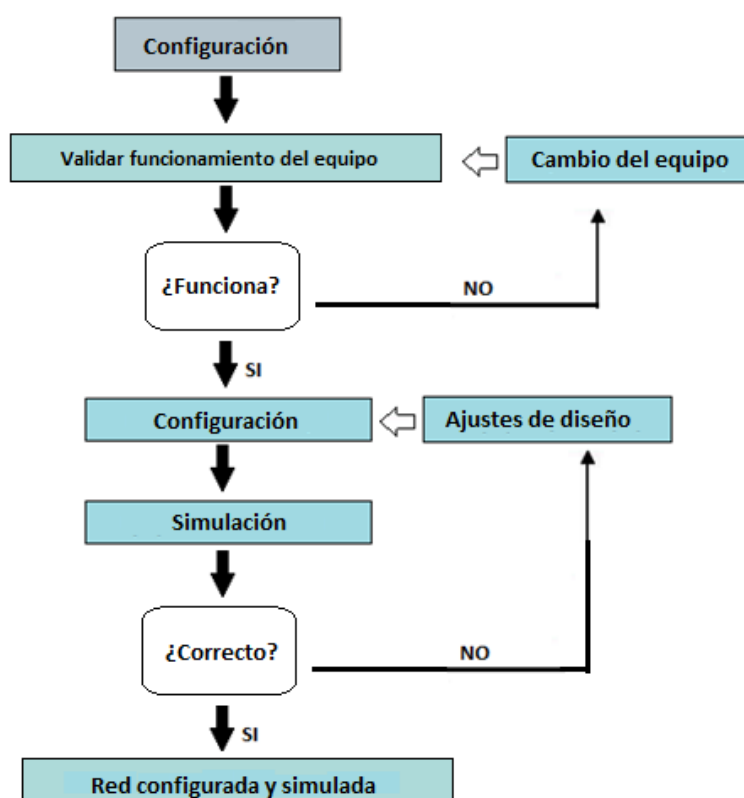 Configuración
Validar funcionamiento del equipo
Cambio del equipo
¿Funciona?
NO
SI
Configuración
Ajustes de diseño
Simulación
¿Correcto?
NO
SI
Red configurada y simulada